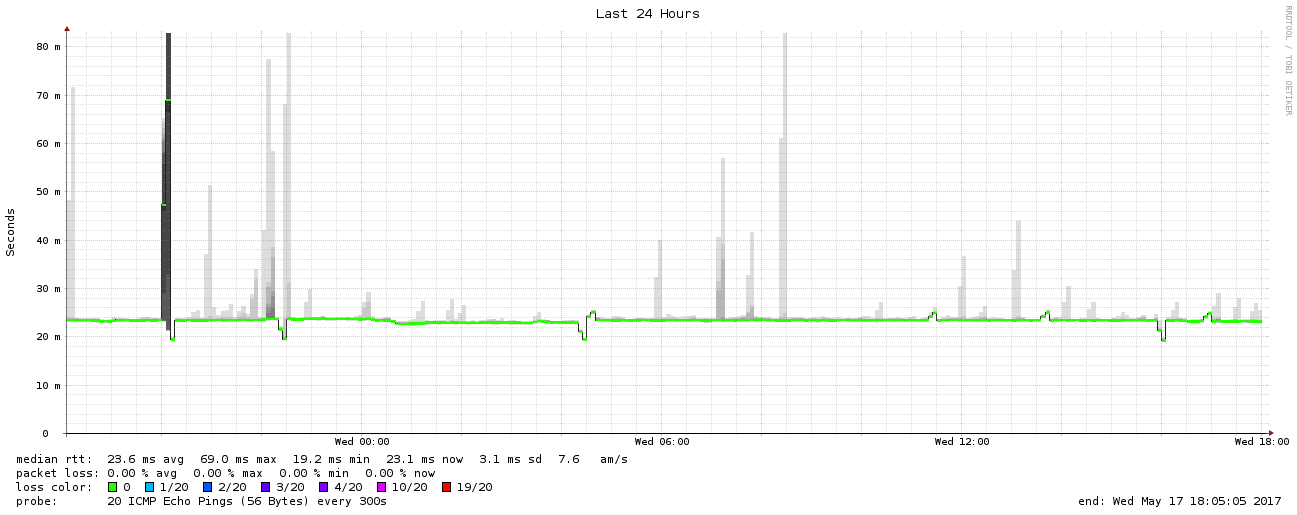 Last 24 Hours
RRDTOOL / TOBI OETIKER
Seconds
80 m
70 m
60 m
50 m
40 m
30 m
20 m
10 m
0
Wed 00:00 Wed 06:00 Wed 12:00 Wed 18:00
median rtt: 23.6 ms avg 69.0 ms max 19.2 ms min 23.1 ms now 3.1 ms sd 7.6 am/s
packet loss: 0.00 % avg 0.00 % max 0.00 % min 0.00 % now
loss color: 0 1/20 2/20 3/20 4/20 10/20 19/20
probe: 20 ICMP Echo Pings (56 Bytes) every 300s end: Wed May 17 18:05:05 2017